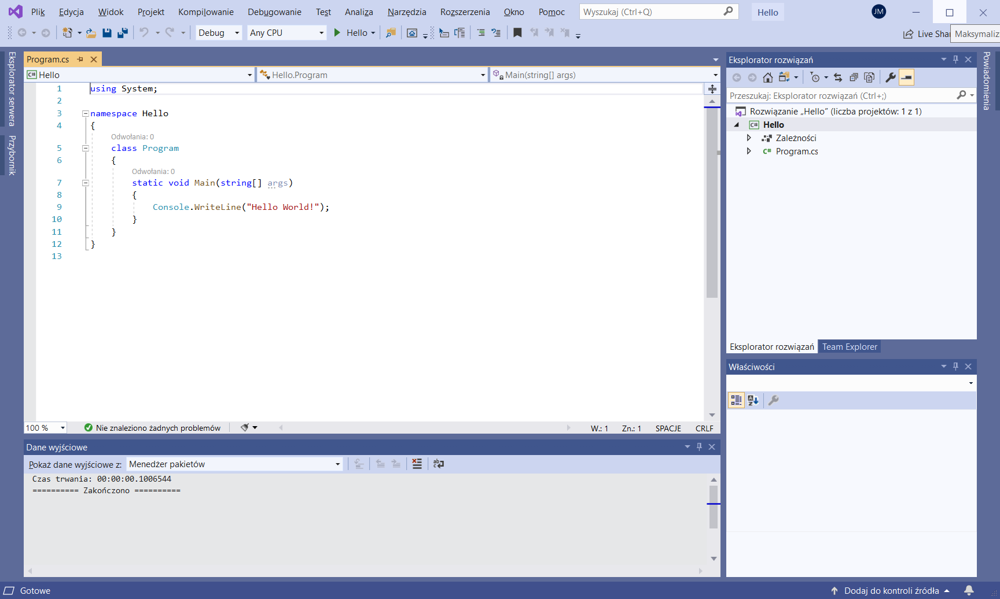 Plik Edycja Widok Projekt Kompilowanie Debugowanie Test Analiza Narzędzia Rozszerzenia Okno Pomoc Wyszukaj (Ctrl+Q) Hello JM
Debug Any CPU Hello Live Shar Maksymaliz
Eksplorator serwera
Przybornik
Program.cs
Hello Hello.Program Main(string[] args)
1 using System;
2
3 namespace Hello
4 {
Odwołania: 0
5 class Program
6 {
Odwołania: 0
7 static void Main(string[] args)
8 {
9 Console.WriteLine("Hello World!");
10 }
11 }
12 }
13
100 % Nie znaleziono żadnych problemów W.: 1 Zn.: 1 SPACJE CRLF
Dane wyjściowe
Pokaż dane wyjściowe z: Menedżer pakietów
Czas trwania: 00:00:00.1006544
========== Zakończono ==========
Eksplorator rozwiązań
Przeszukaj: Eksplorator rozwiązań (Ctrl+;)
Rozwiązanie „Hello” (liczba projektów: 1 z 1)
C# Hello
Zależności
C# Program.cs
Eksplorator rozwiązań Team Explorer
Właściwości
Powiadomienia
Gotowe Dodaj do kontroli źródła